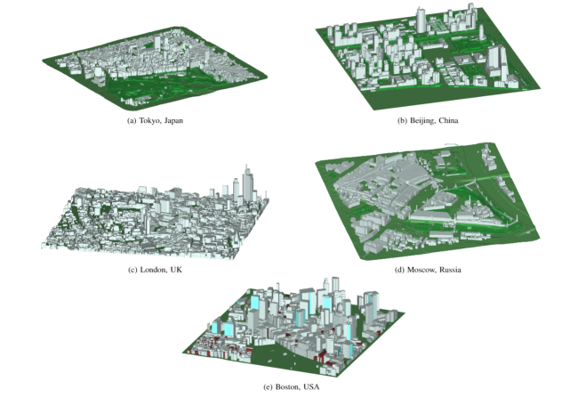 (a) Tokyo, Japan
(b) Beijing, China
(c) London, UK
(d) Moscow, Russia
(e) Boston, USA